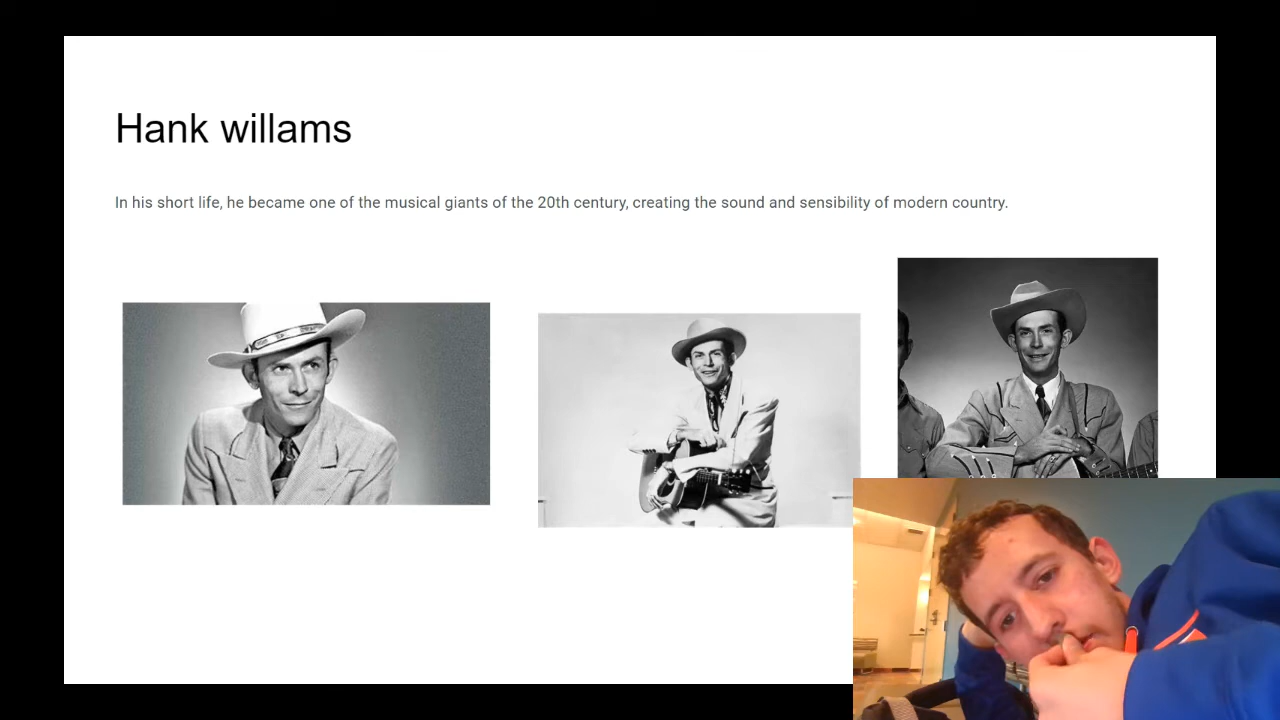 Hank willams
In his short life, he became one of the musical giants of the 20th century, creating the sound and sensibility of modern country.